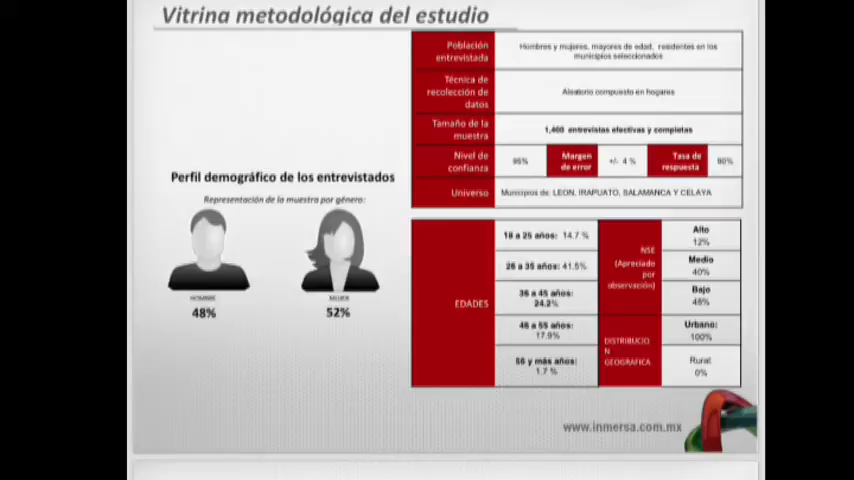 Vitrina metodológica del estudio
Población
entrevistada
Hombres y mujeres, mayores de edad, residentes en los
municipios seleccionados
Técnica de
recolección de
datos
Aleatorio compuesto en hogares
Tamaño de la
muestra
1,400 entrevistas efectivas y completas
Nivel de
confianza
95%
Margen
de error
+/- 4 %
Tasa de
respuesta
90%
Universo
Municipios de: LEON, IRAPUATO, SALAMANCA Y CELAYA
Perfil demográfico de los entrevistados
Representación de la muestra por género:
HOMBRE
48%
MUJER
52%
EDADES
18 a 25 años: 14.7 %
26 a 35 años: 41.5%
36 a 45 años:
24.2%
46 a 55 años:
17.9%
56 y más años:
1.7 %
NSE
(Apreciado
por
observación)
Alto
12%
Medio
40%
Bajo
48%
DISTRIBUCIO
N
GEOGRAFICA
Urbano:
100%
Rural:
0%
www.inmersa.com.mx